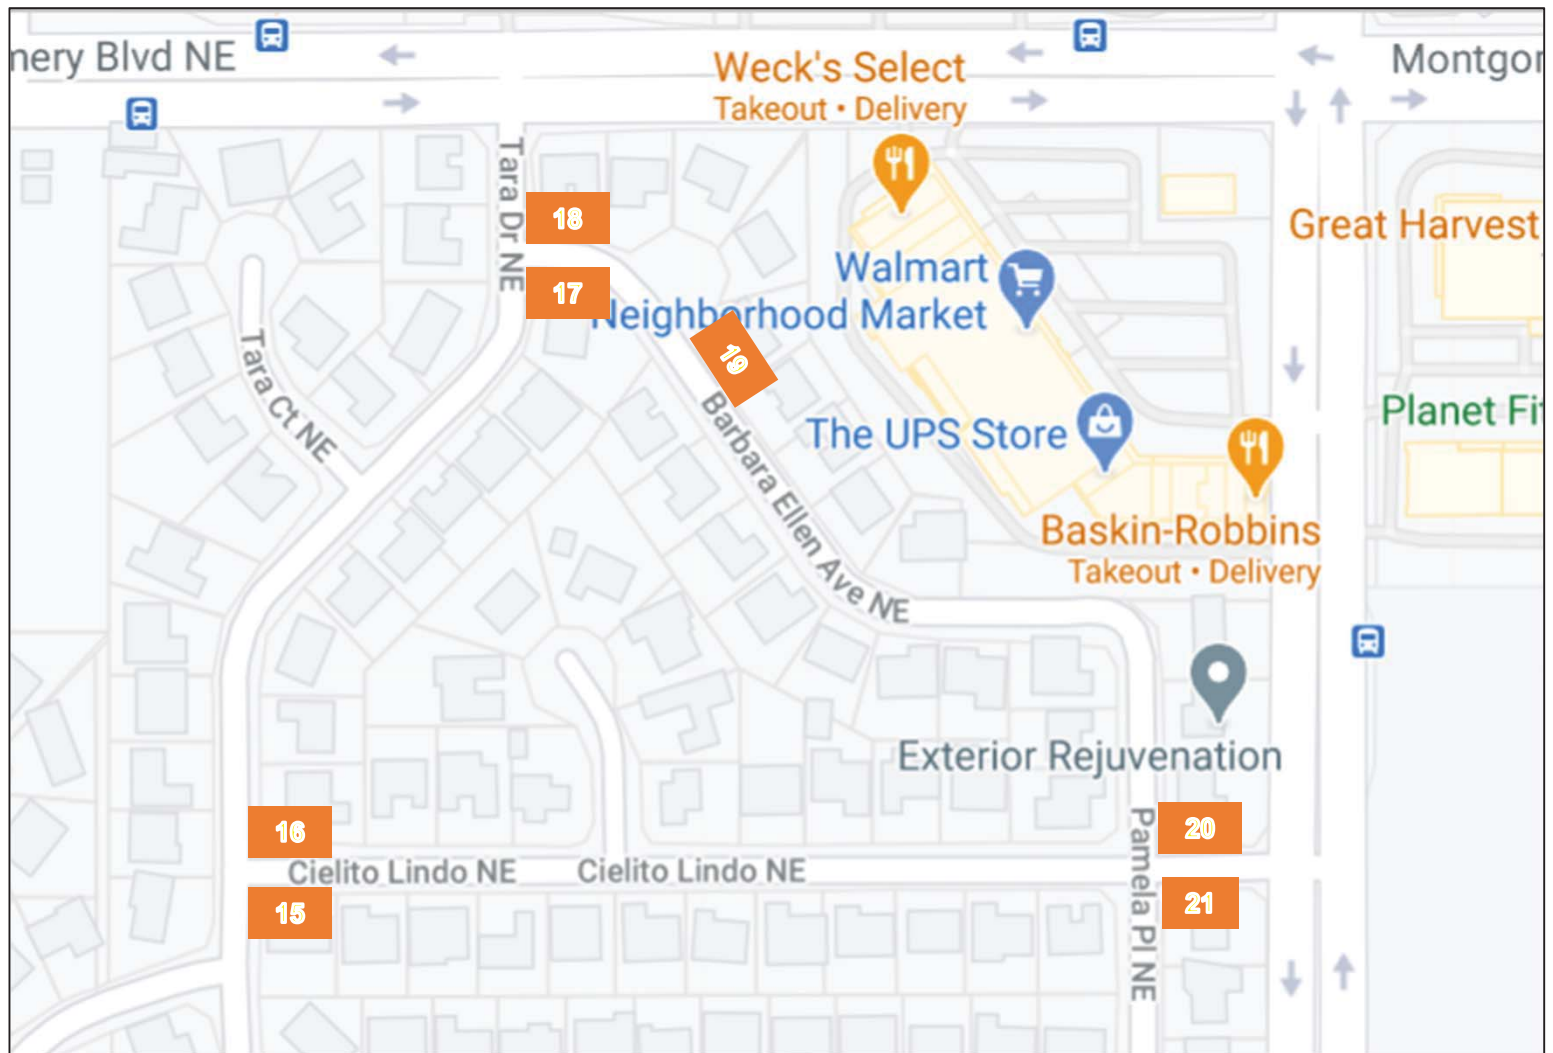 nery Blvd NE
Montgor
Weck's Select
Takeout • Delivery
Tara Dr NE
18
17
Great Harvest
Walmart
Neighborhood Market
19
Tara Ct NE
Planet Fi
The UPS Store
Barbara Ellen Ave NE
Baskin-Robbins
Takeout • Delivery
Exterior Rejuvenation
16
Cielito Lindo NE
Cielito Lindo NE
15
Pamela Pl NE
20
21